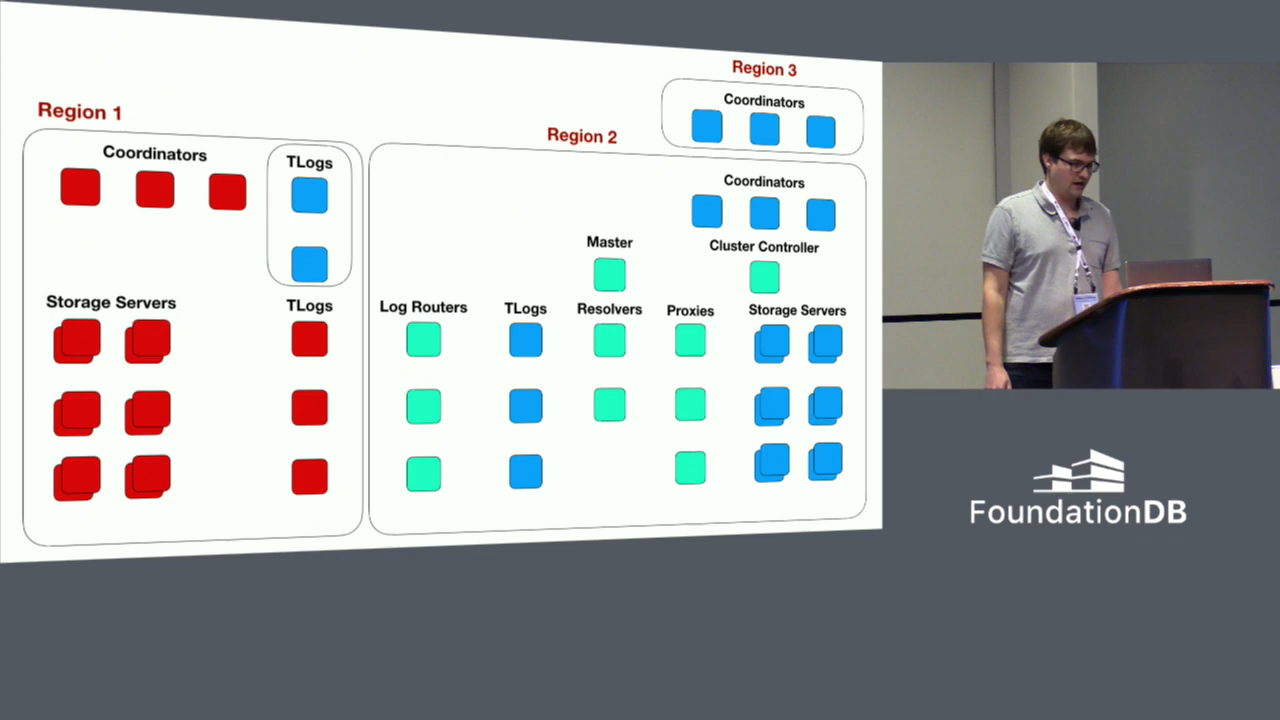 Region 1
Coordinators
TLogs
Storage Servers
TLogs
Region 2
Region 3
Coordinators
Coordinators
Master
Cluster Controller
Log Routers
TLogs
Resolvers
Proxies
Storage Servers
FoundationDB